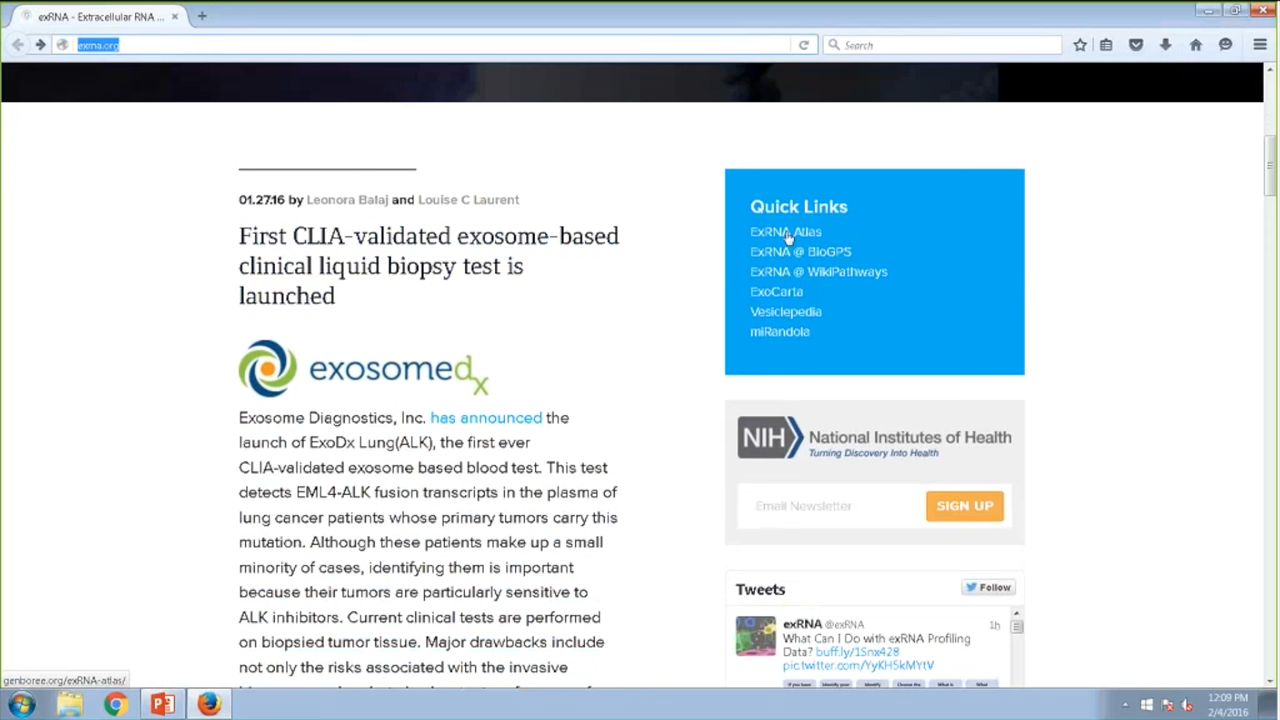 exRNA - Extracellular RNA ...
exrna.org
Search
01.27.16 by Leonora Balaj and Louise C Laurent
First CLIA-validated exosome-based
clinical liquid biopsy test is
launched
exosomedx
Exosome Diagnostics, Inc. has announced the
launch of ExoDx Lung(ALK), the first ever
CLIA-validated exosome based blood test. This test
detects EML4-ALK fusion transcripts in the plasma of
lung cancer patients whose primary tumors carry this
mutation. Although these patients make up a small
minority of cases, identifying them is important
because their tumors are particularly sensitive to
ALK inhibitors. Current clinical tests are performed
on biopsied tumor tissue. Major drawbacks include
not only the risks associated with the invasive
Quick Links
ExRNA Atlas
ExRNA @ BioGPS
ExRNA @ WikiPathways
ExoCarta
Vesiclepedia
miRandola
NIH National Institutes of Health
Turning Discovery Into Health
Email Newsletter
SIGN UP
Tweets
Follow
exRNA @exRNA 1h
What Can I Do with exRNA Profiling
Data? buff.ly/1Snx428
pic.twitter.com/YyKH5kMYtV
genboree.org/exRNA-atlas/
12:09 PM
2/4/2016